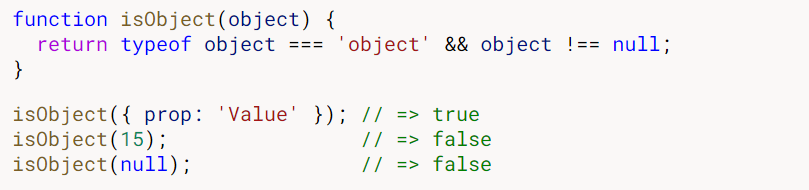 function isObject(object) {
  return typeof object === 'object' && object !== null;
}

isObject({ prop: 'Value' }); // => true
isObject(15);                // => false
isObject(null);              // => false